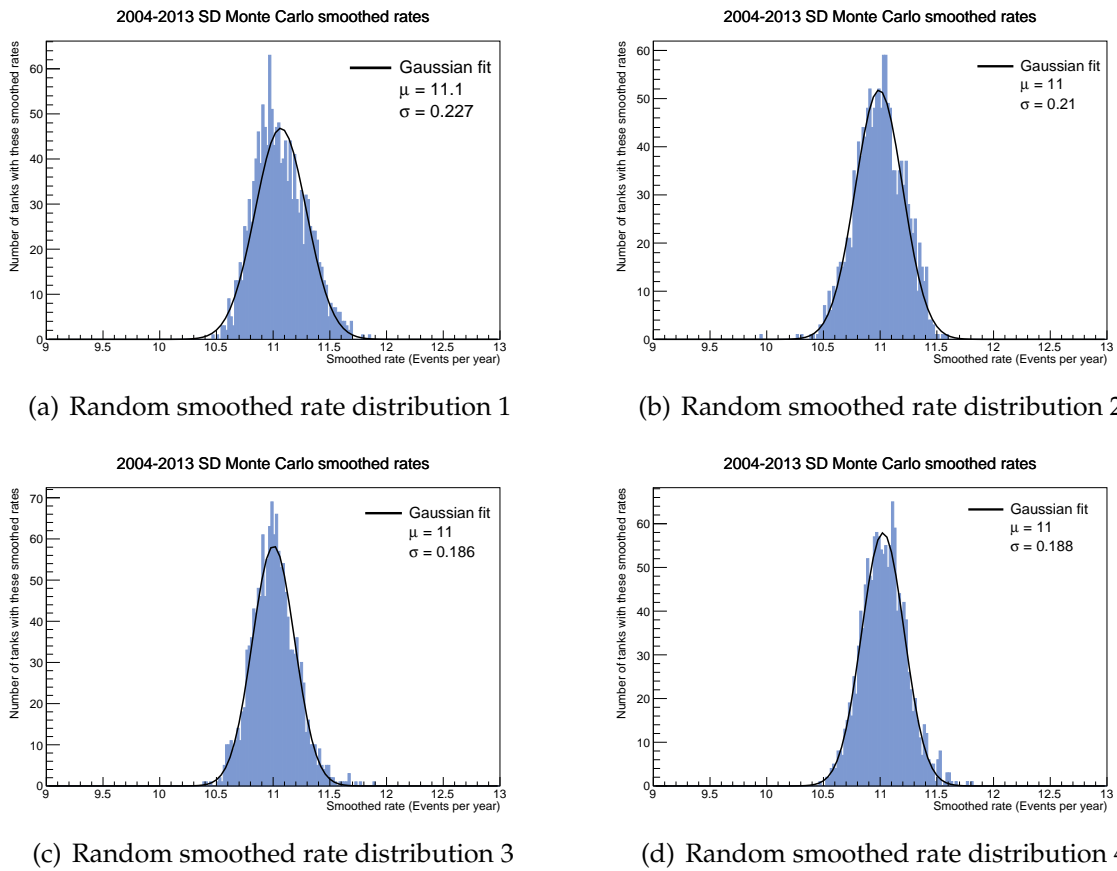 2004-2013 SD Monte Carlo smoothed rates
Number of tanks with these smoothed rates
60
50
40
30
20
10
0
Gaussian fit
μ = 11.1
σ = 0.227
9 9.5 10 10.5 11 11.5 12 12.5 13
Smoothed rate (Events per year)
(a) Random smoothed rate distribution 1
2004-2013 SD Monte Carlo smoothed rates
Number of tanks with these smoothed rates
60
50
40
30
20
10
0
Gaussian fit
μ = 11
σ = 0.21
9 9.5 10 10.5 11 11.5 12 12.5 13
Smoothed rate (Events per year)
(b) Random smoothed rate distribution 2
2004-2013 SD Monte Carlo smoothed rates
Number of tanks with these smoothed rates
70
60
50
40
30
20
10
0
Gaussian fit
μ = 11
σ = 0.186
9 9.5 10 10.5 11 11.5 12 12.5 13
Smoothed rate (Events per year)
(c) Random smoothed rate distribution 3
2004-2013 SD Monte Carlo smoothed rates
Number of tanks with these smoothed rates
60
50
40
30
20
10
0
Gaussian fit
μ = 11
σ = 0.188
9 9.5 10 10.5 11 11.5 12 12.5 13
Smoothed rate (Events per year)
(d) Random smoothed rate distribution 4